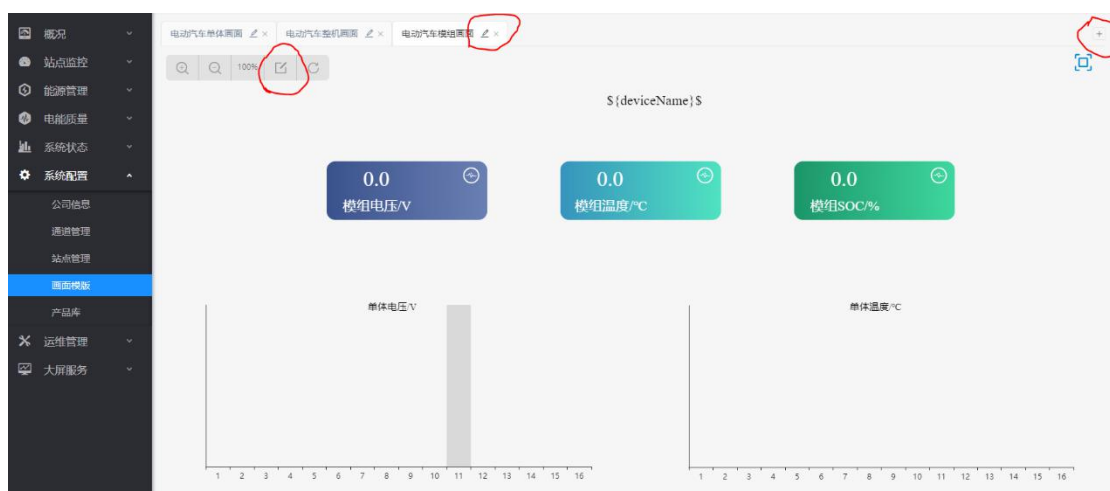 概况
站点监控
能源管理
电能质量
系统状态
系统配置
公司信息
通道管理
站点管理
画面模版
产品库
运维管理
大屏服务
电动汽车单体画面 × 电动汽车整机画面 × 电动汽车模组画面 × +
100%
\${deviceName}$
0.0
模组电压/V
0.0
模组温度/℃
0.0
模组SOC/%
单体电压/V
1 2 3 4 5 6 7 8 9 10 11 12 13 14 15 16
单体温度/℃
1 2 3 4 5 6 7 8 9 10 11 12 13 14 15 16